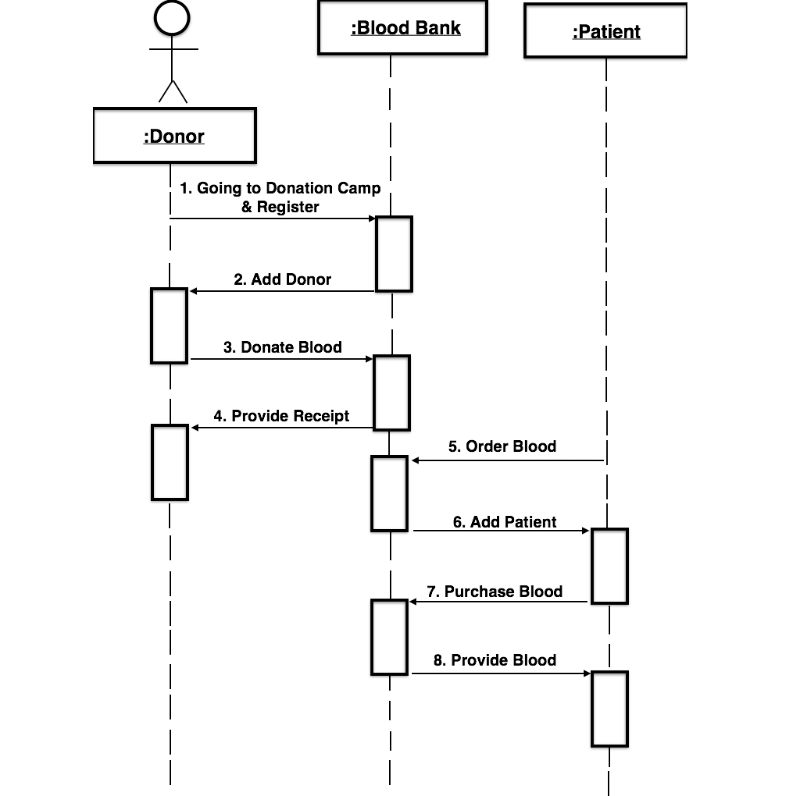 :Blood Bank
:Patient
:Donor
1. Going to Donation Camp
& Register
2. Add Donor
3. Donate Blood
4. Provide Receipt
5. Order Blood
6. Add Patient
7. Purchase Blood
8. Provide Blood